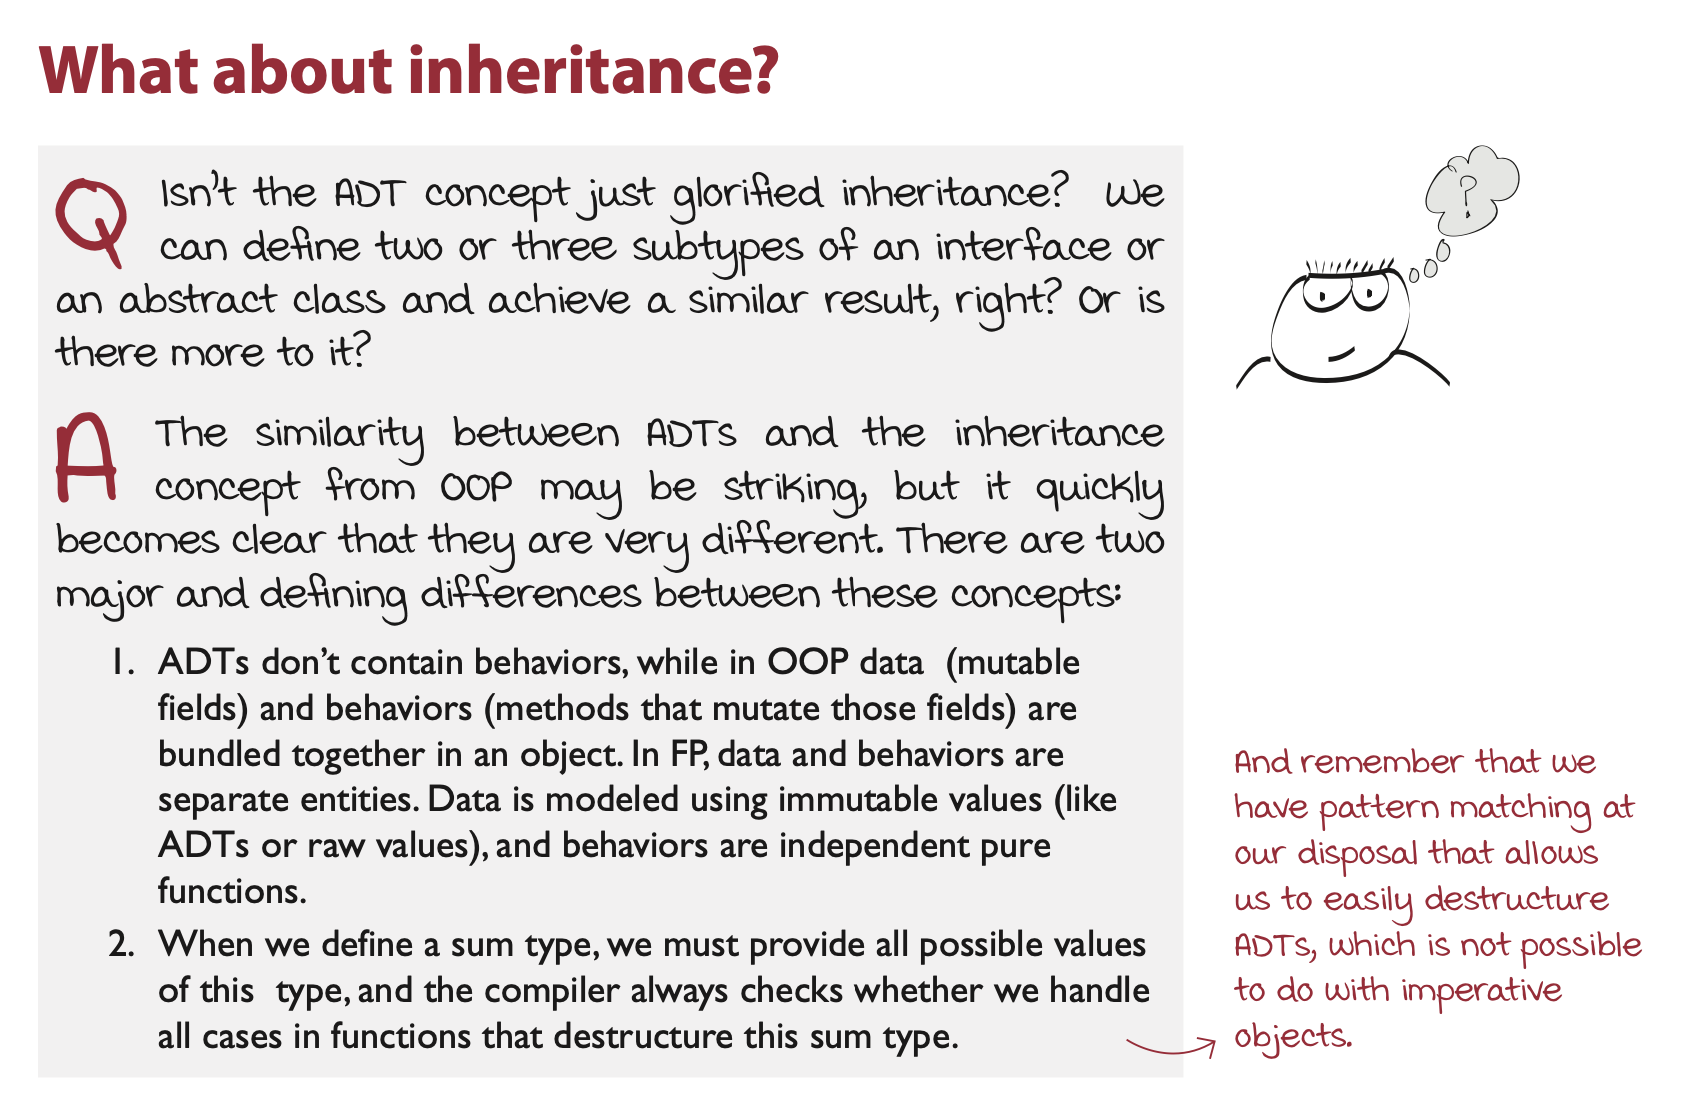 What about inheritance?
Q Isn't the ADT concept just glorified inheritance? We
can define two or three subtypes of an interface or
an abstract class and achieve a similar result, right? Or is
there more to it?
?
A The similarity between ADTs and the inheritance
concept from OOP may be striking, but it quickly
becomes clear that they are very different. There are two
major and defining differences between these concepts:
1. ADTs don't contain behaviors, while in OOP data (mutable
fields) and behaviors (methods that mutate those fields) are
bundled together in an object. In FP, data and behaviors are
separate entities. Data is modeled using immutable values (like
ADTs or raw values), and behaviors are independent pure
functions.
2. When we define a sum type, we must provide all possible values
of this type, and the compiler always checks whether we handle
all cases in functions that destructure this sum type.
And remember that we
have pattern matching at
our disposal that allows
us to easily destructure
ADTs, which is not possible
to do with imperative
objects.